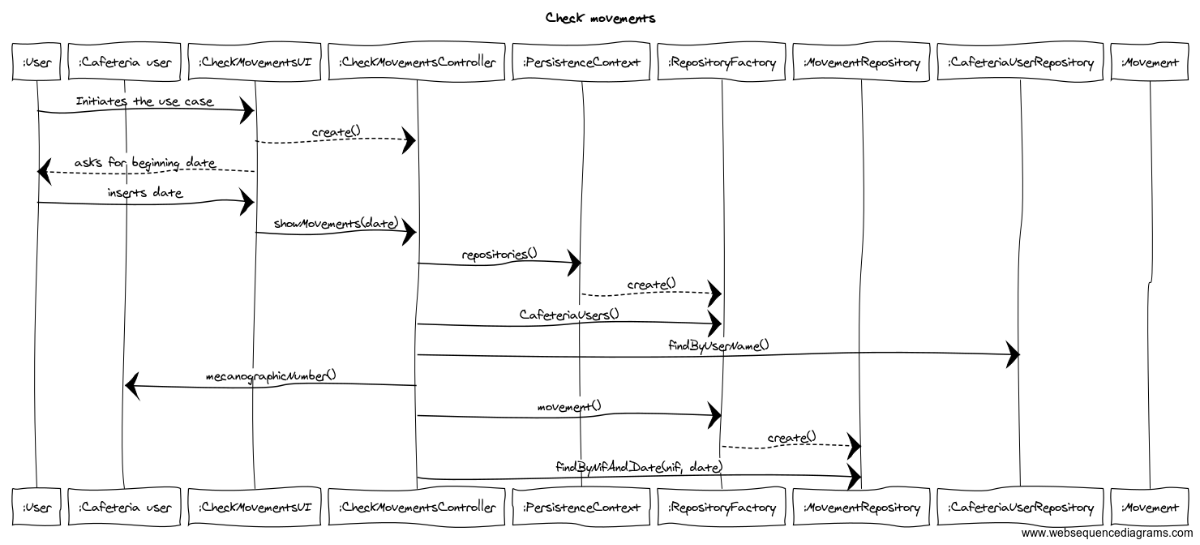 Check movements
:User
:Cafeteria user
:CheckMovementsUI
:CheckMovementsController
:PersistenceContext
:RepositoryFactory
:MovementRepository
:CafeteriaUserRepository
:Movement
Initiates the use case
create()
asks for beginning date
inserts date
showMovements(date)
repositories()
create()
CafeteriaUsers()
findByUserName()
mecanographicNumber()
movement()
create()
findByNifAndDate(nif, date)
:User
:Cafeteria user
:CheckMovementsUI
:CheckMovementsController
:PersistenceContext
:RepositoryFactory
:MovementRepository
:CafeteriaUserRepository
:Movement
www.websequencediagrams.com